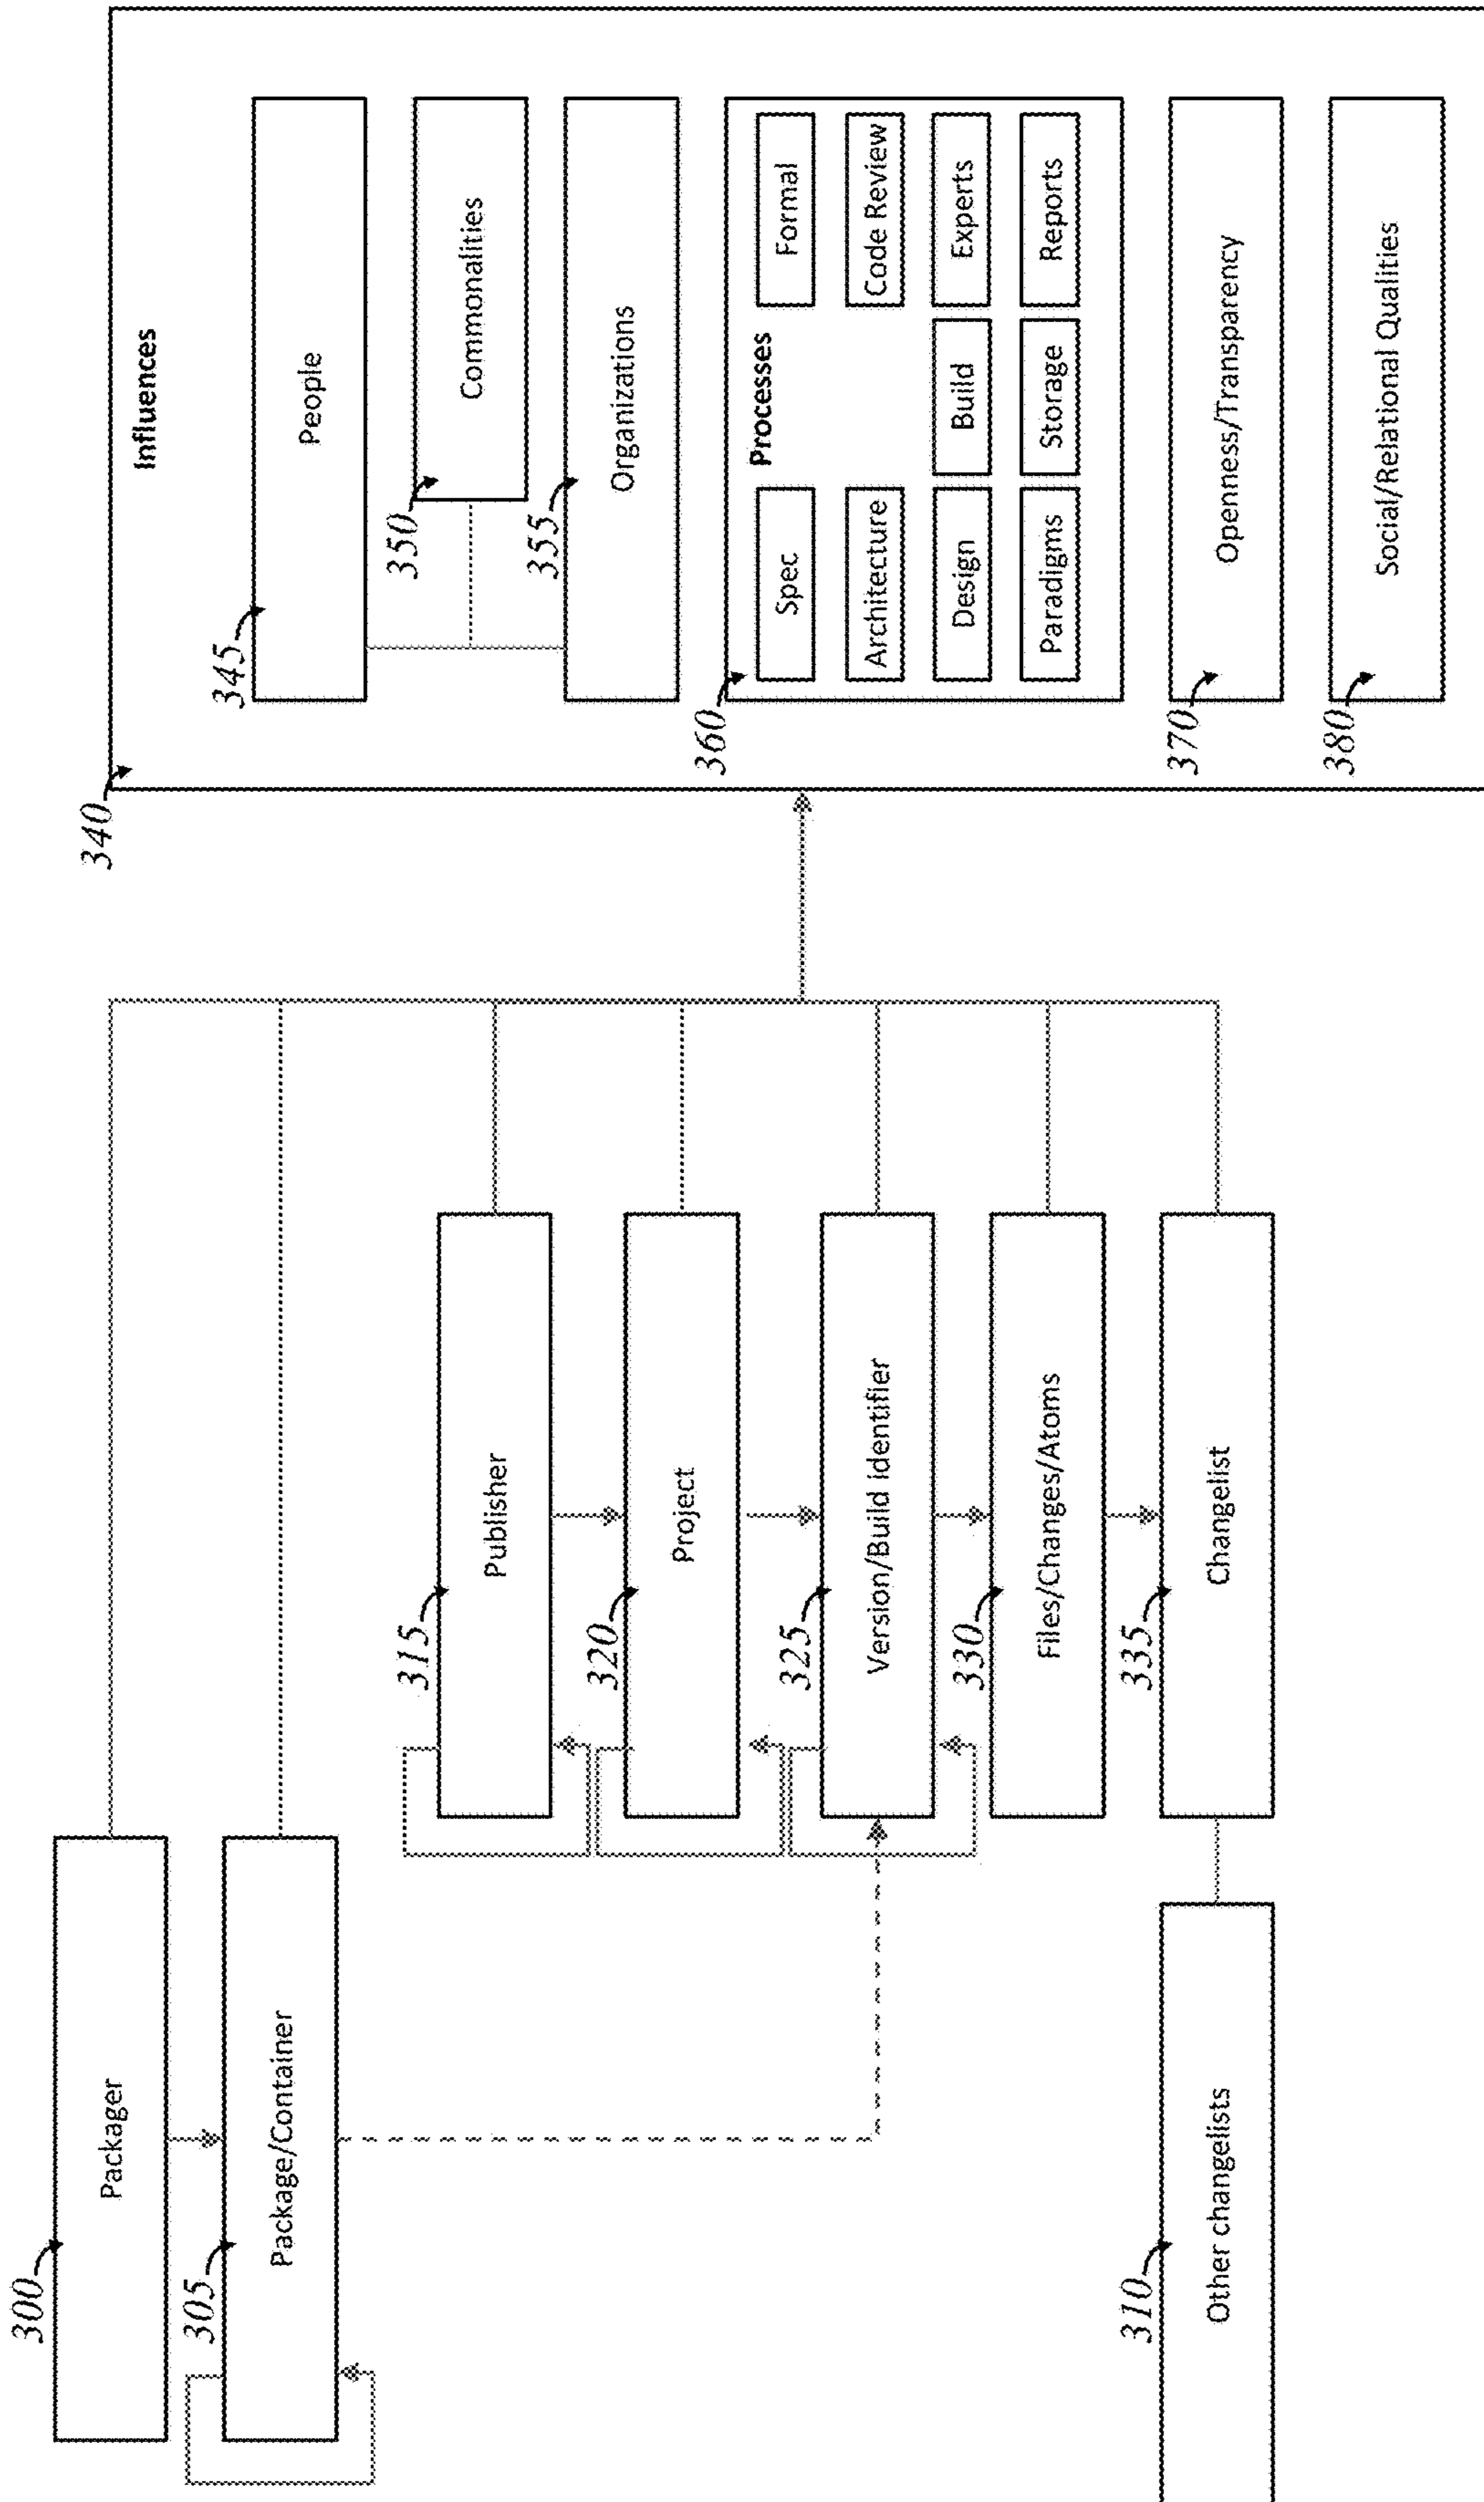 300
Packager
305
Package/Container
310
Other changelists
315
Publisher
320
Project
325
Version/Build identifier
330
Files/Changes/Atoms
335
Changelist
340
Influences
345
People
350
Commonalities
355
Organizations
360
Processes
Spec
Formal
Architecture
Code Review
Design
Build
Experts
Paradigms
Storage
Reports
370
Openness/Transparency
380
Social/Relational Qualities